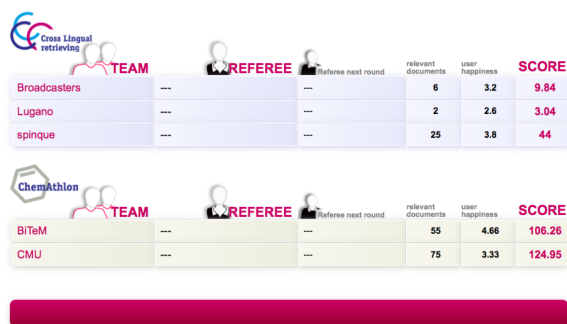 Cross Lingual
retrieving
TEAM REFEREE Referee next round relevant documents user happiness SCORE
Broadcasters --- --- 6 3.2 9.84
Lugano --- --- 2 2.6 3.04
spinque --- --- 25 3.8 44
ChemAthlon
TEAM REFEREE Referee next round relevant documents user happiness SCORE
BiTeM --- --- 55 4.66 106.26
CMU --- --- 75 3.33 124.95